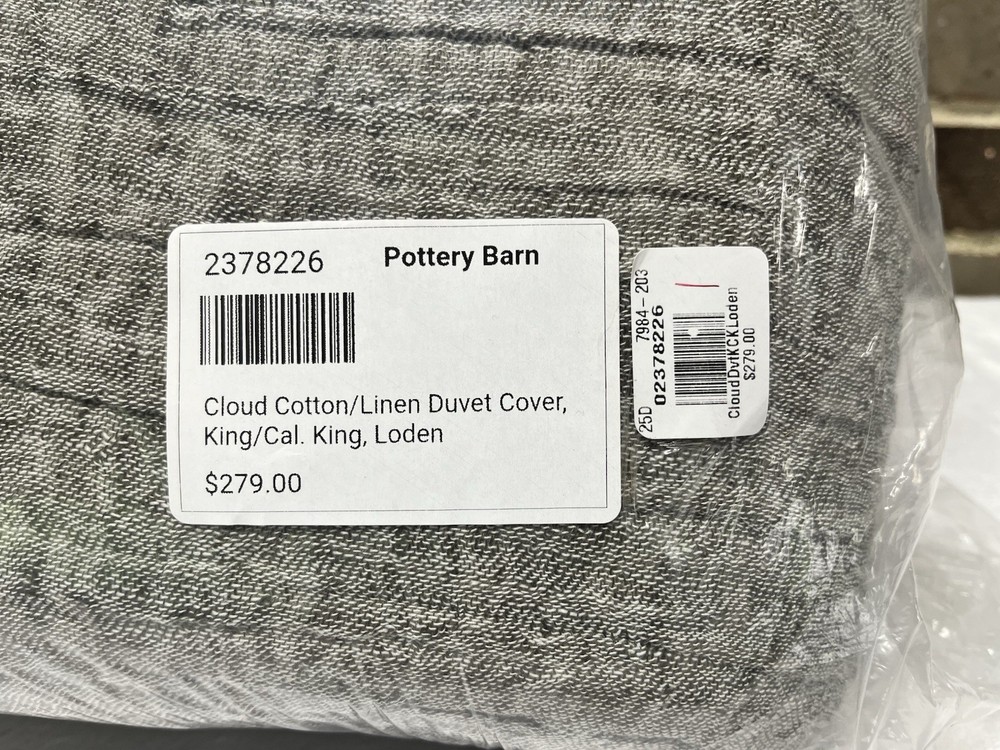 2378226 Pottery Barn
Cloud Cotton/Linen Duvet Cover,
King/Cal. King, Loden
$279.00
25D 7984-203
02378226
CloudDvtKCKLoden
$279.00